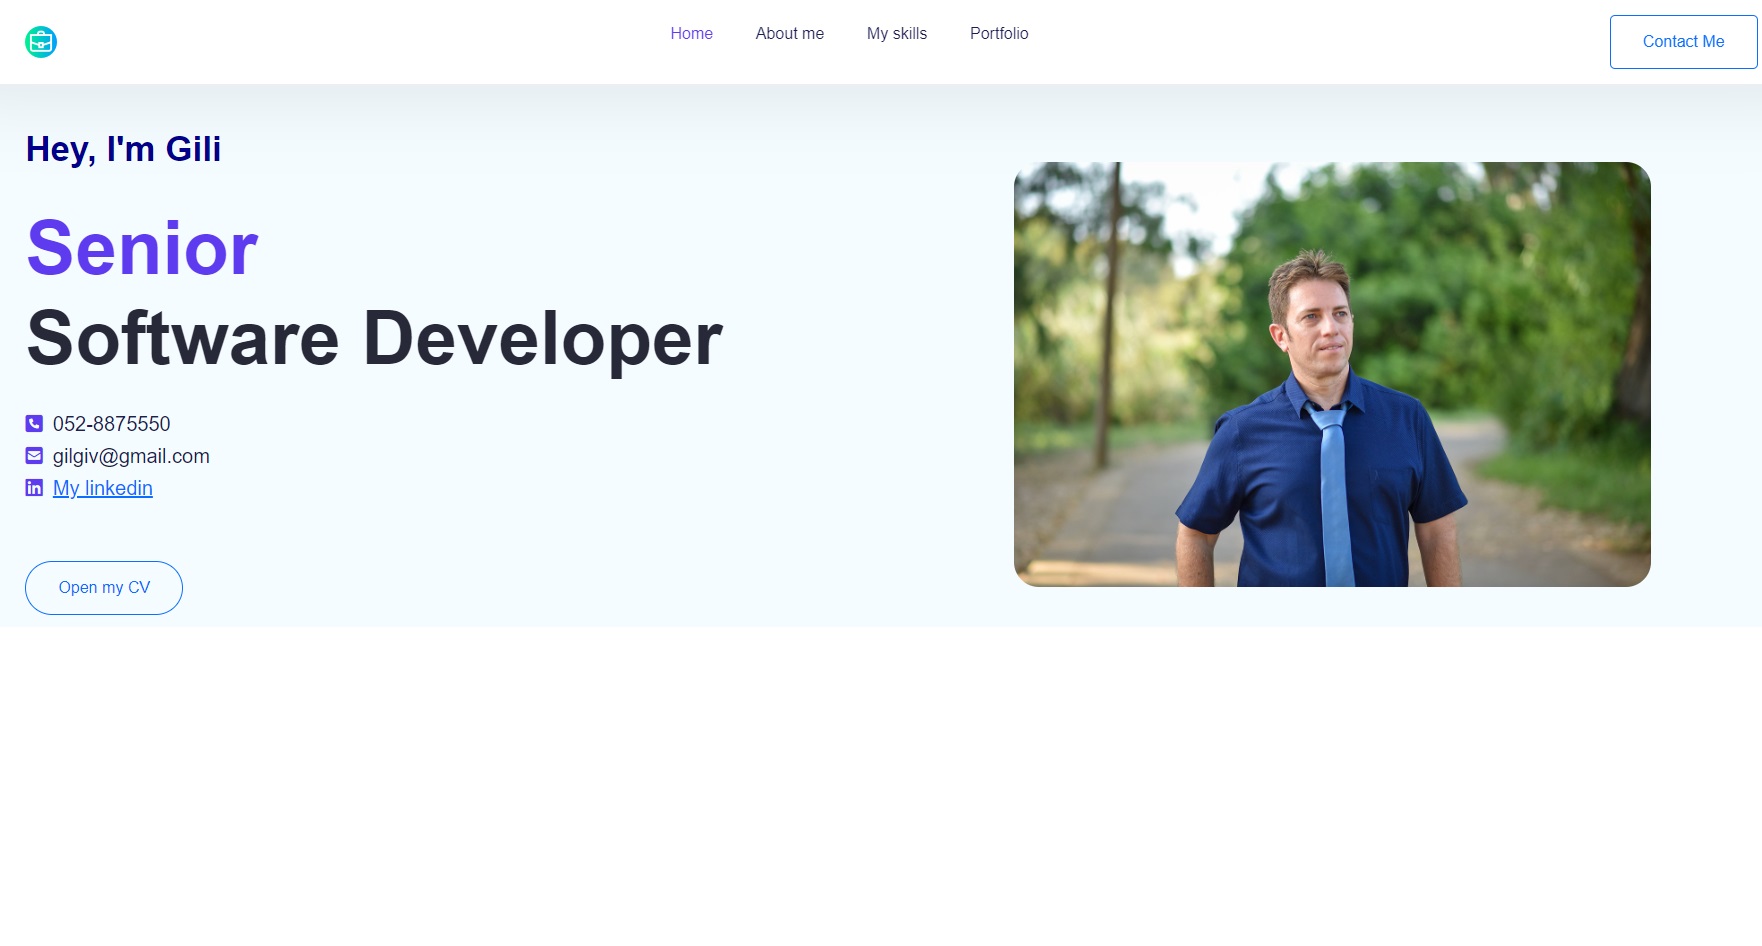 Home
About me
My skills
Portfolio
Contact Me
Hey, I'm Gili
Senior
Software Developer
052-8875550
gilgiv@gmail.com
My linkedin
Open my CV